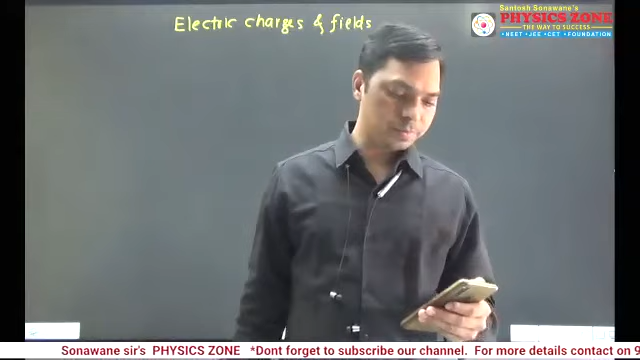 Electric charges & fields
Santosh Sonawane's
PHYSICS ZONE
THE WAY TO SUCCESS
•NEET •JEE •CET •FOUNDATION
Sonawane sir's PHYSICS ZONE *Dont forget to subscribe our channel. For more details contact on 9